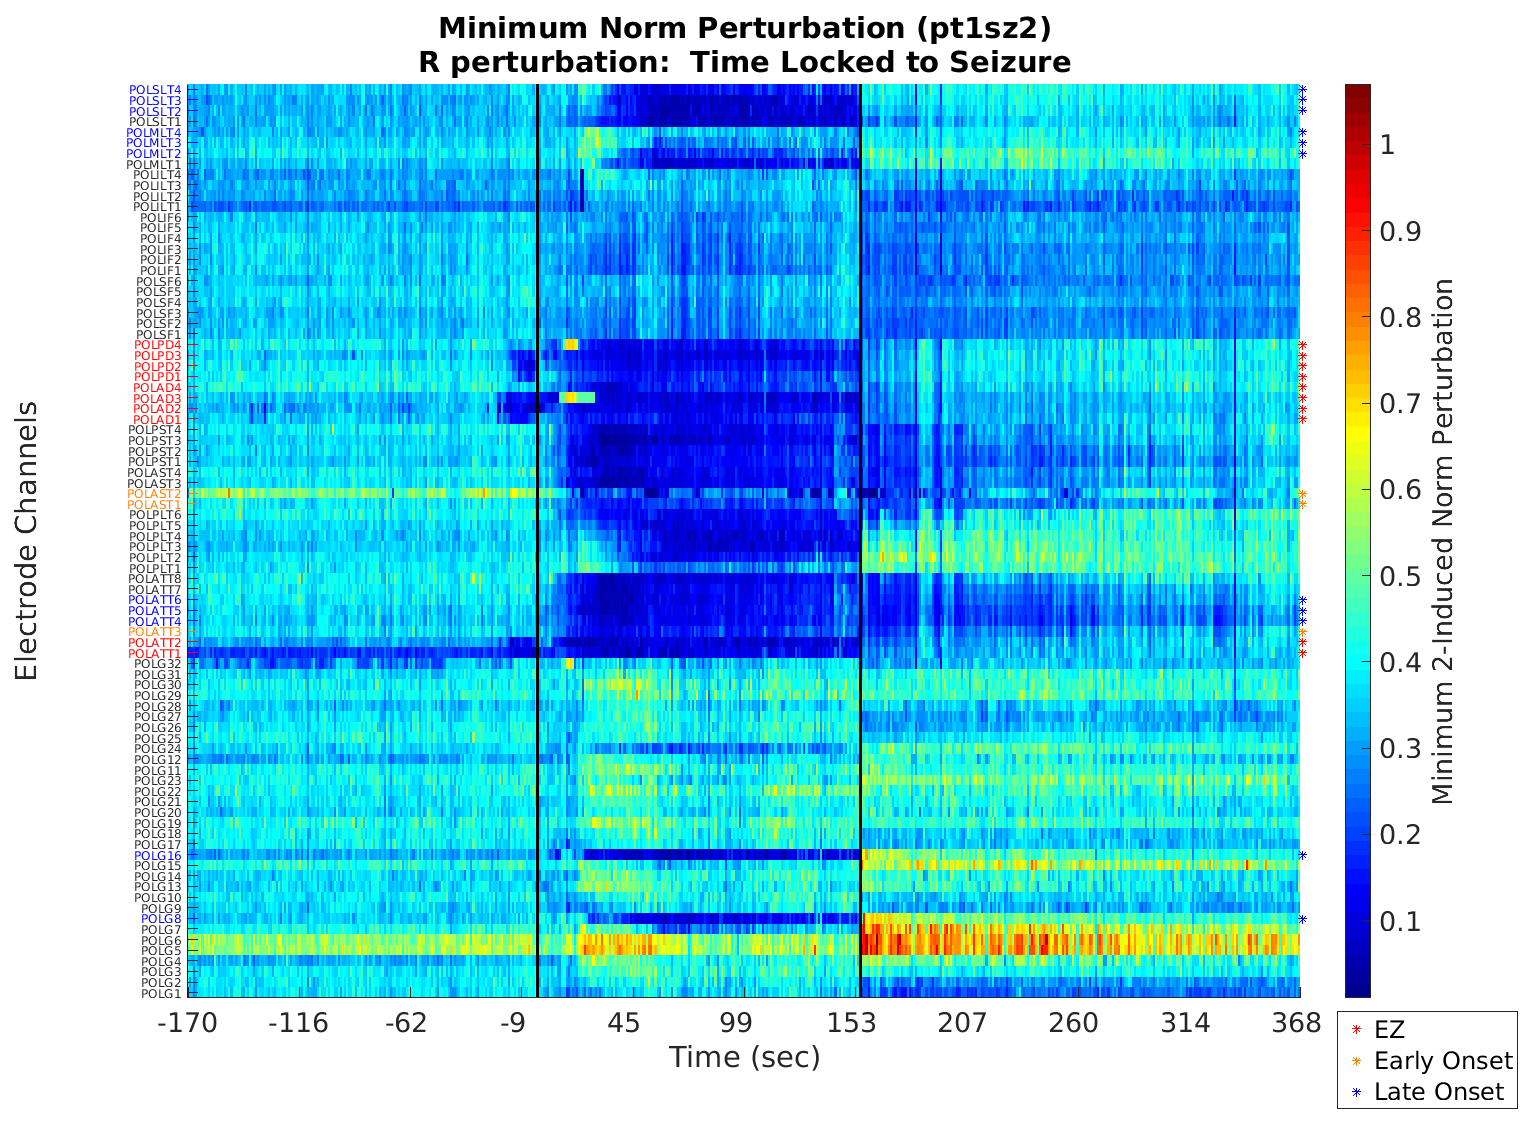 Minimum Norm Perturbation (pt1sz2)
R perturbation:  Time Locked to Seizure
Electrode Channels
POLSLT4
POLSLT3
POLSLT2
POLSLT1
POLMLT4
POLMLT3
POLMLT2
POLMLT1
POLILT4
POLILT3
POLILT2
POLILT1
POLIF6
POLIF5
POLIF4
POLIF3
POLIF2
POLIF1
POLSF6
POLSF5
POLSF4
POLSF3
POLSF2
POLSF1
POLPD4
POLPD3
POLPD2
POLPD1
POLAD4
POLAD3
POLAD2
POLAD1
POLPST4
POLPST3
POLPST2
POLPST1
POLAST4
POLAST3
POLAST2
POLAST1
POLPLT6
POLPLT5
POLPLT4
POLPLT3
POLPLT2
POLPLT1
POLATT8
POLATT7
POLATT6
POLATT5
POLATT4
POLATT3
POLATT2
POLATT1
POLG32
POLG31
POLG30
POLG29
POLG28
POLG27
POLG26
POLG25
POLG24
POLG12
POLG11
POLG23
POLG22
POLG21
POLG20
POLG19
POLG18
POLG17
POLG16
POLG15
POLG14
POLG13
POLG10
POLG9
POLG8
POLG7
POLG6
POLG5
POLG4
POLG3
POLG2
POLG1
-170 -116 -62 -9 45 99 153 207 260 314 368
Time (sec)
1
0.9
0.8
0.7
0.6
0.5
0.4
0.3
0.2
0.1
Minimum 2-Induced Norm Perturbation
EZ
Early Onset
Late Onset